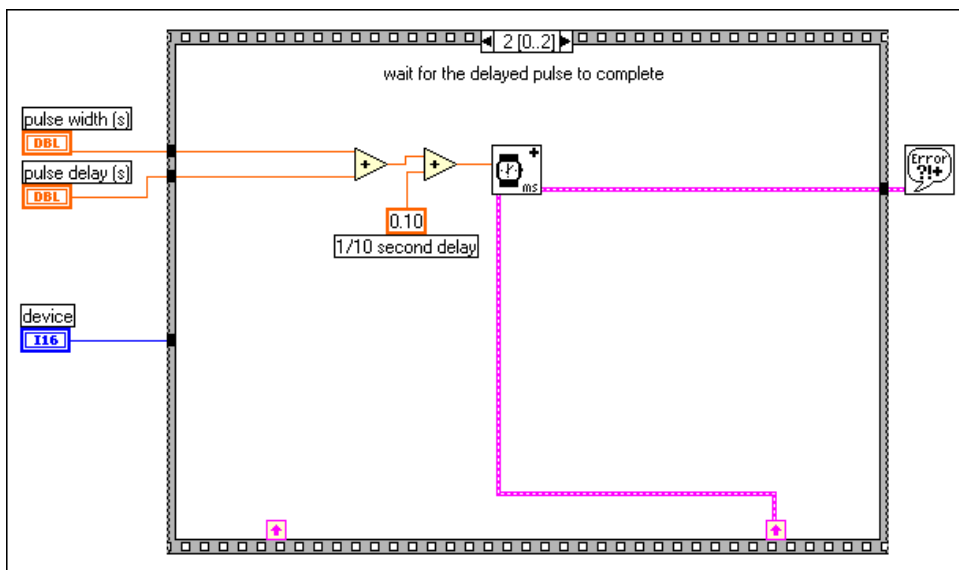 2 [0..2]
wait for the delayed pulse to complete
pulse width (s)
DBL
pulse delay (s)
DBL
+
+
+
ms
Error
?!+
0.10
1/10 second delay
device
I16